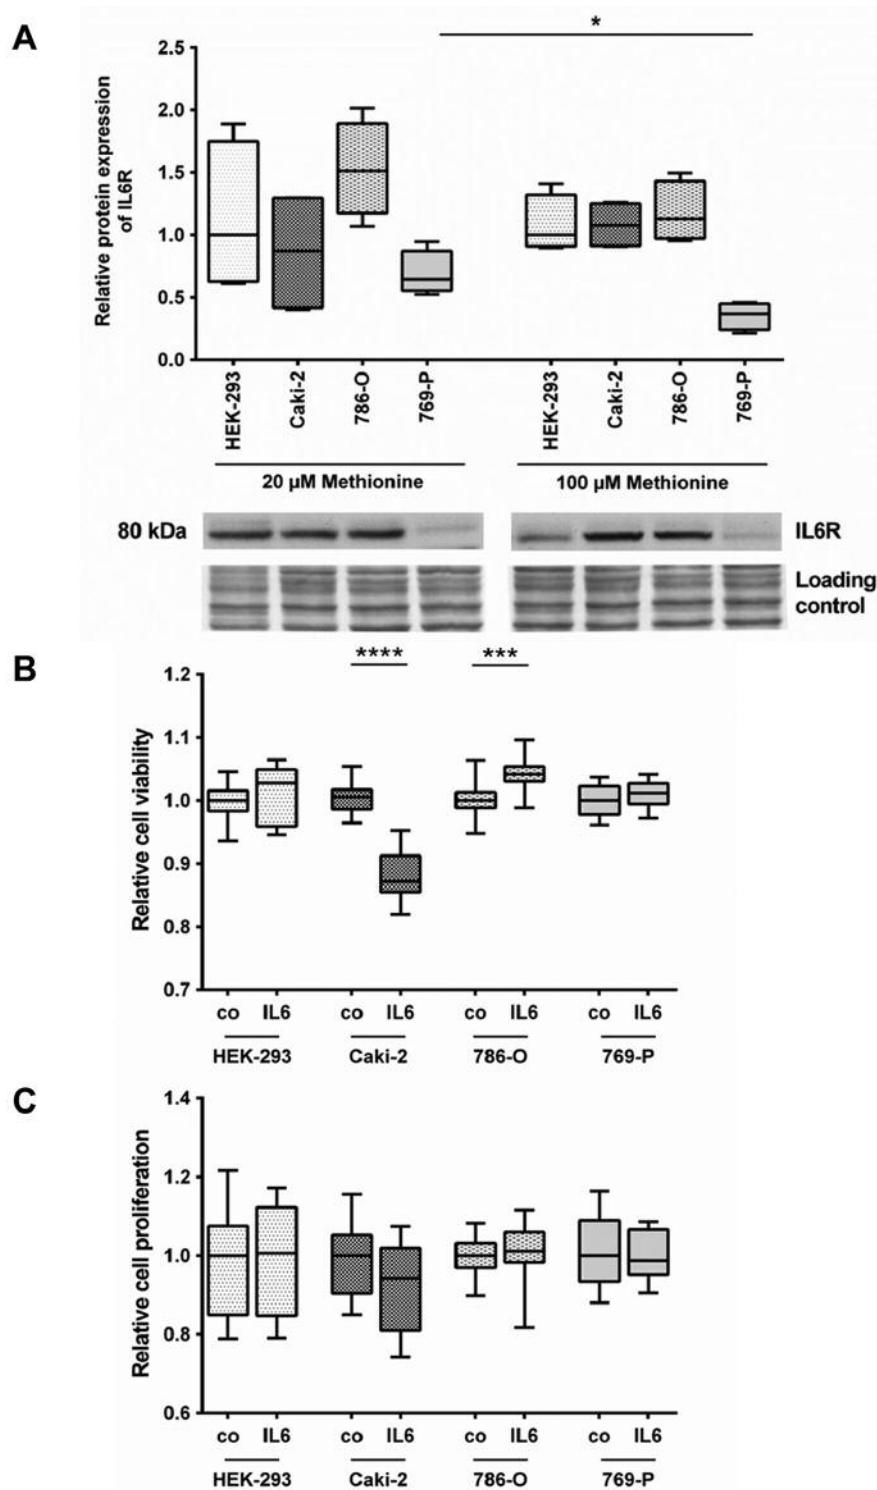 A
*
2.5
2.0
1.5
1.0
0.5
0.0
Relative protein expression
of IL6R
HEK-293
Caki-2
786-O
769-P
HEK-293
Caki-2
786-O
769-P
20 µM Methionine
100 µM Methionine
80 kDa
IL6R
Loading
control
B
**** ***
1.2
1.1
1.0
0.9
0.8
0.7
Relative cell viability
co IL6 co IL6 co IL6 co IL6
HEK-293 Caki-2 786-O 769-P
C
1.4
1.2
1.0
0.8
0.6
Relative cell proliferation
co IL6 co IL6 co IL6 co IL6
HEK-293 Caki-2 786-O 769-P